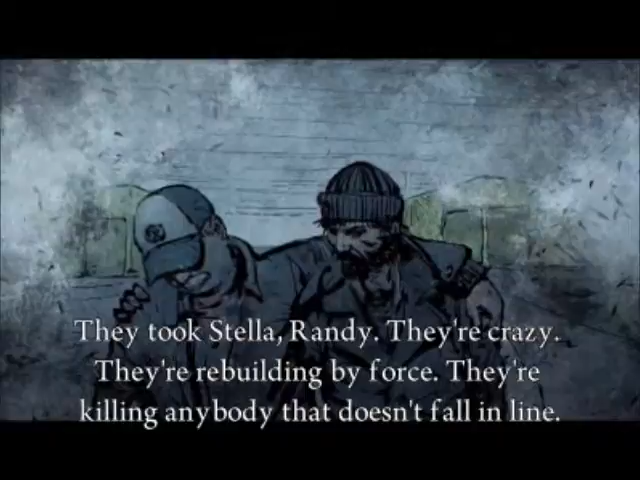 They took Stella, Randy. They're crazy.
They're rebuilding by force. They're
killing anybody that doesn't fall in line.